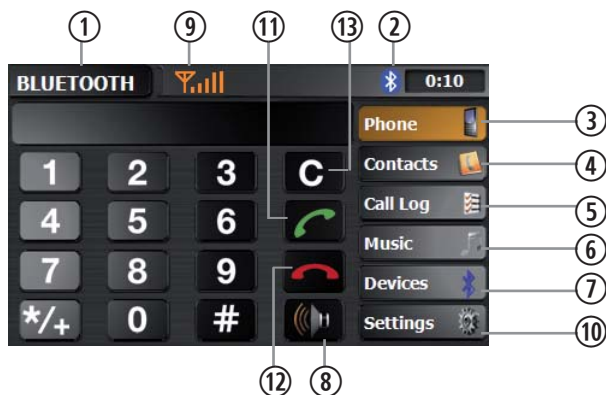 1 9 11 13 2
BLUETOOTH 0:10
Phone 3
Contacts 4
1 2 3 C
Call Log 5
4 5 6
11
Music 6
7 8 9
Devices 7
*/+ 0 #
Settings 10
12 8